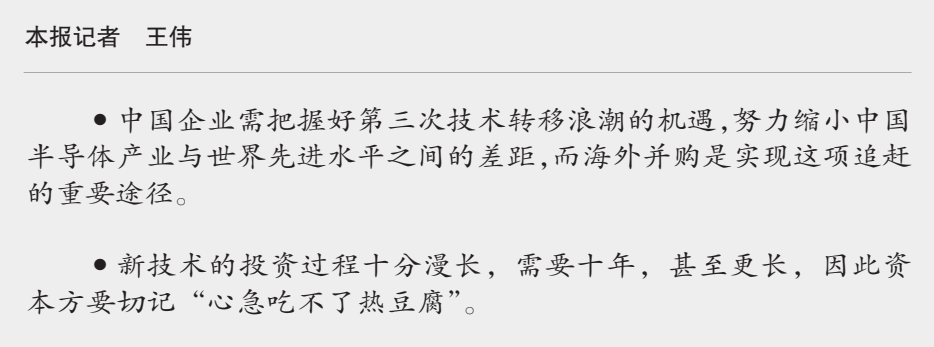 本报记者　王伟
●中国企业需把握好第三次技术转移浪潮的机遇,努力缩小中国
半导体产业与世界先进水平之间的差距,而海外并购是实现这项追赶
的重要途径。
●新技术的投资过程十分漫长，需要十年，甚至更长，因此资
本方要切记“心急吃不了热豆腐”。